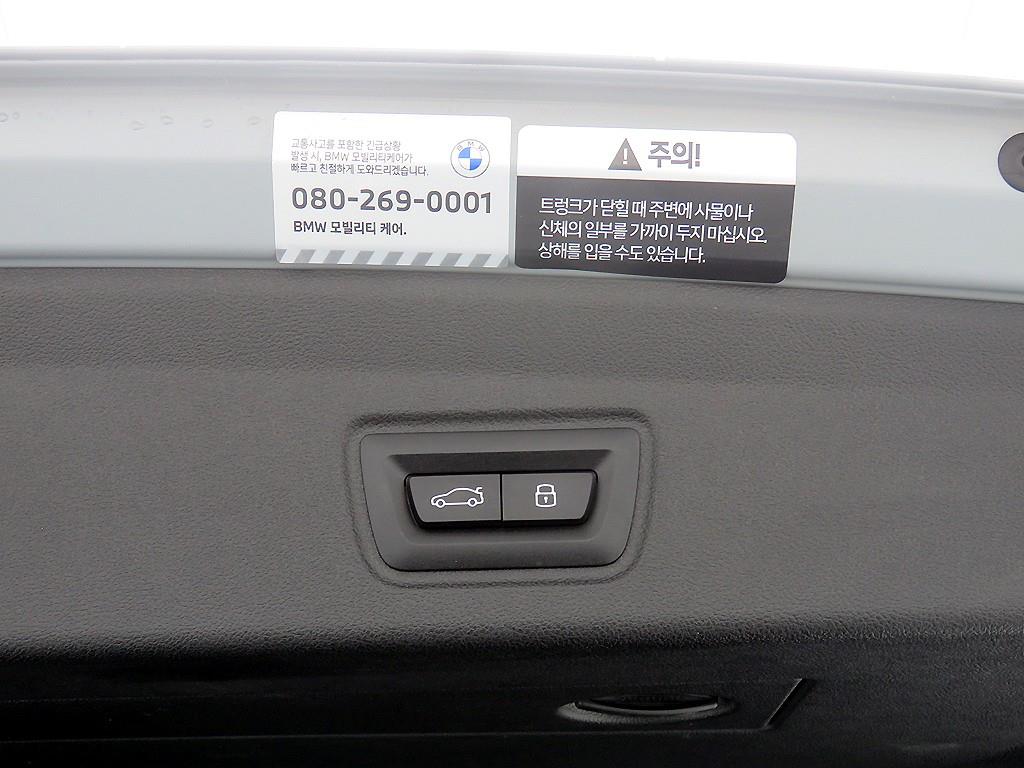 교통사고를 포함한 긴급상황
발생 시, BMW 모빌리티케어가
빠르고 친절하게 도와드리겠습니다.
080-269-0001
BMW 모빌리티 케어.
BMW
주의!
트렁크가 닫힐 때 주변에 사물이나
신체의 일부를 가까이 두지 마십시오.
상해를 입을 수도 있습니다.